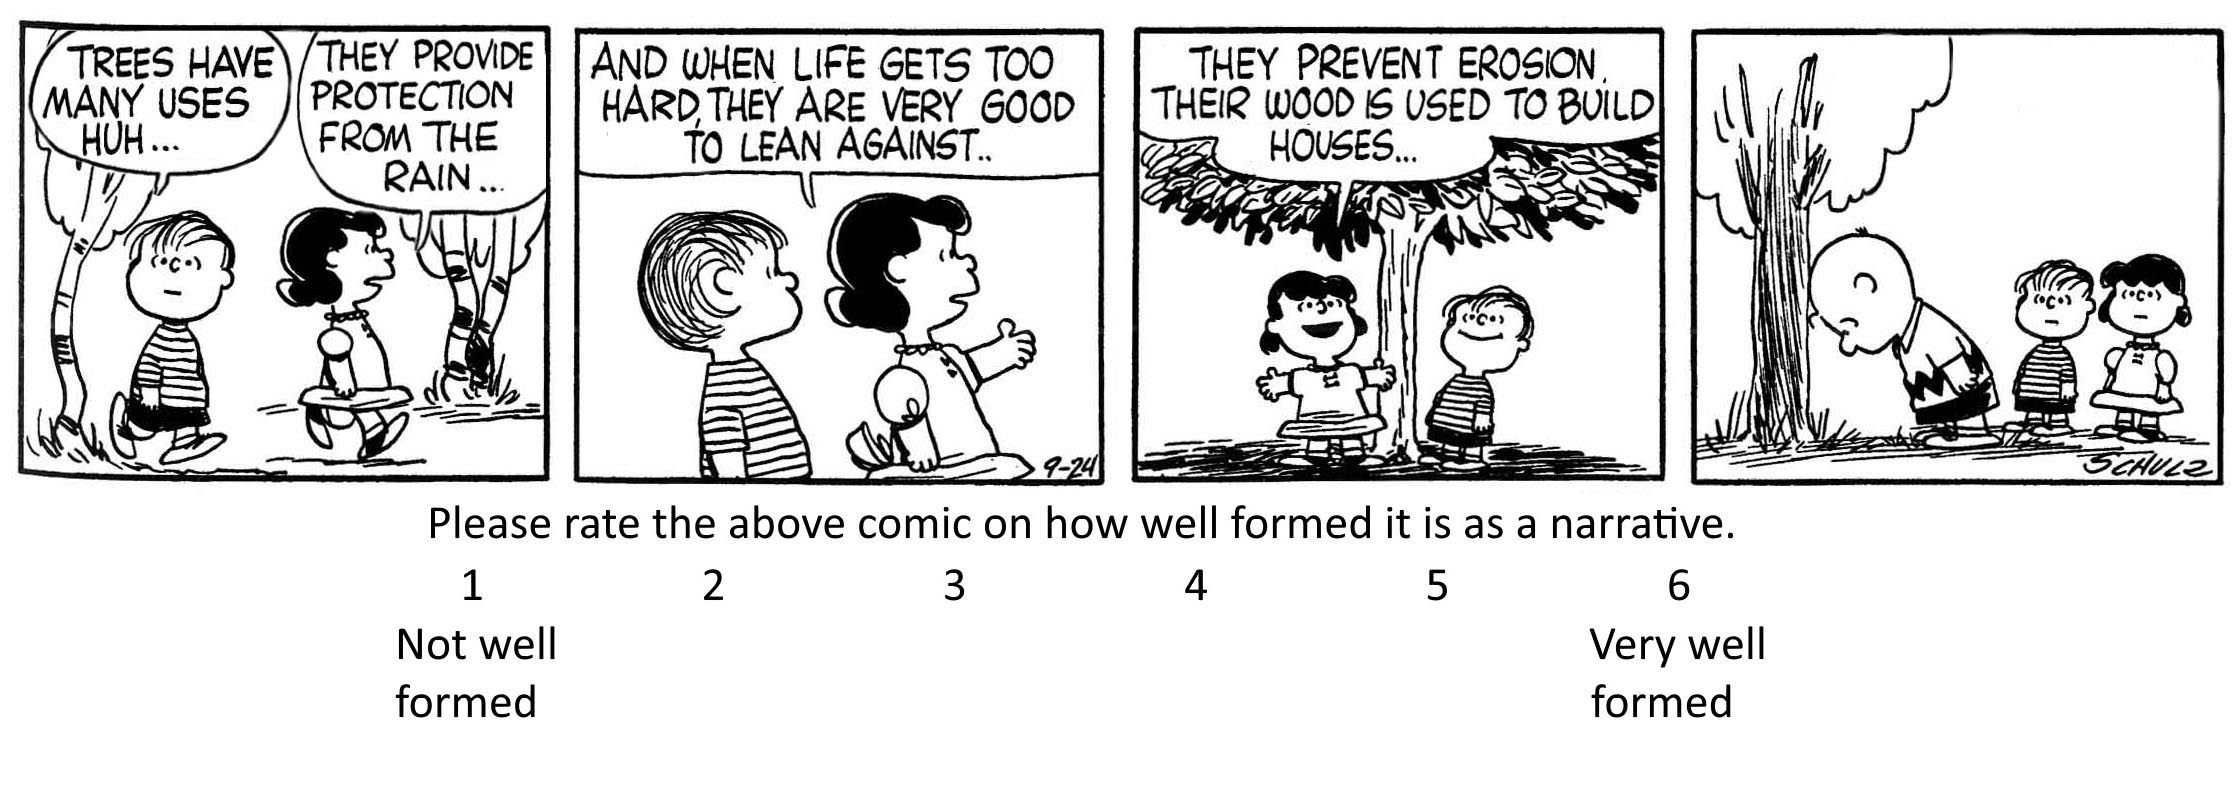 TREES HAVE
MANY USES
HUH...
THEY PROVIDE
PROTECTION
FROM THE
RAIN...
AND WHEN LIFE GETS TOO
HARD, THEY ARE VERY GOOD
TO LEAN AGAINST..
9-24
THEY PREVENT EROSION.
THEIR WOOD IS USED TO BUILD
HOUSES...
SCHULZ
Please rate the above comic on how well formed it is as a narrative.
1 2 3 4 5 6
Not well
formed
Very well
formed